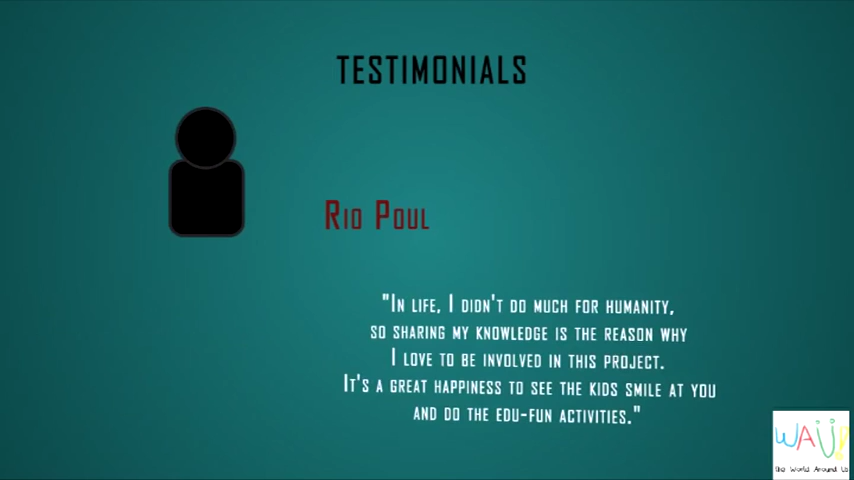 TESTIMONIALS
Rio Poul
"In life, I didn't do much for humanity,
so sharing my knowledge is the reason why
I love to be involved in this project.
It's a great happiness to see the kids smile at you
and do the edu-fun activities."
WAU
the World Around Us